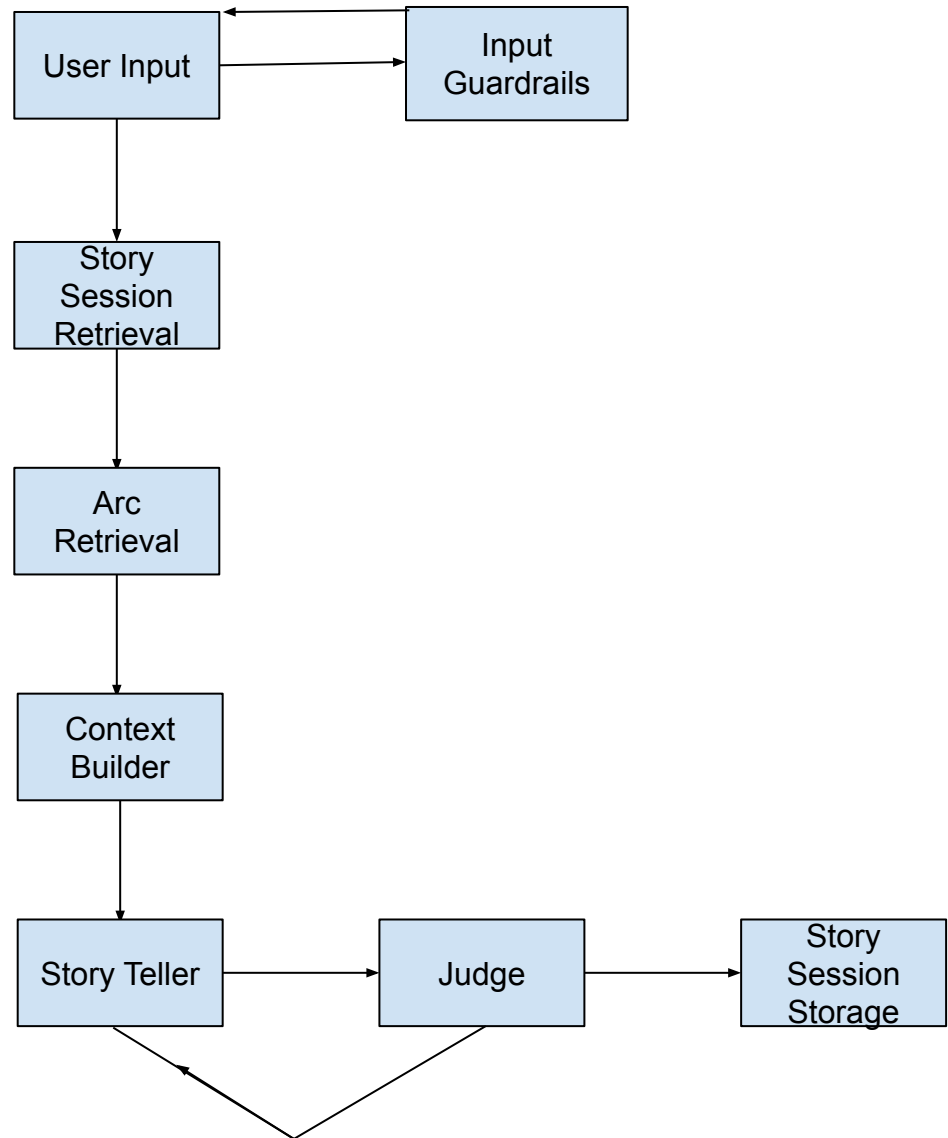 User Input
Input
Guardrails
Story
Session
Retrieval
Arc
Retrieval
Context
Builder
Story Teller
Judge
Story
Session
Storage